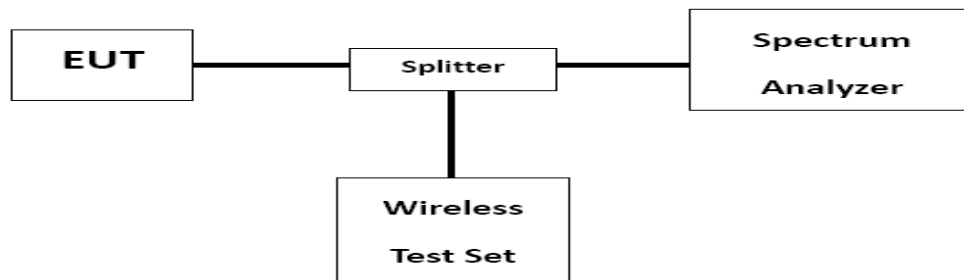 EUT
Splitter
Spectrum
Analyzer
Wireless
Test Set